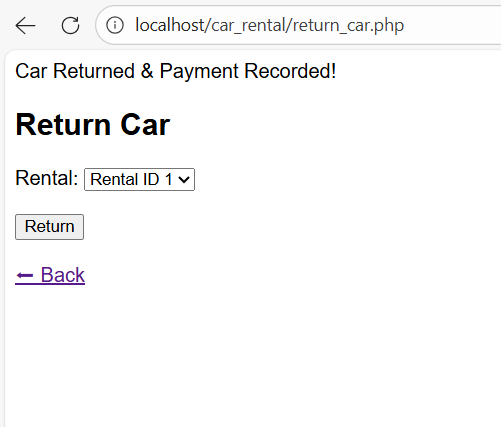 localhost/car_rental/return_car.php
Car Returned & Payment Recorded!
Return Car
Rental: Rental ID 1
Return
← Back